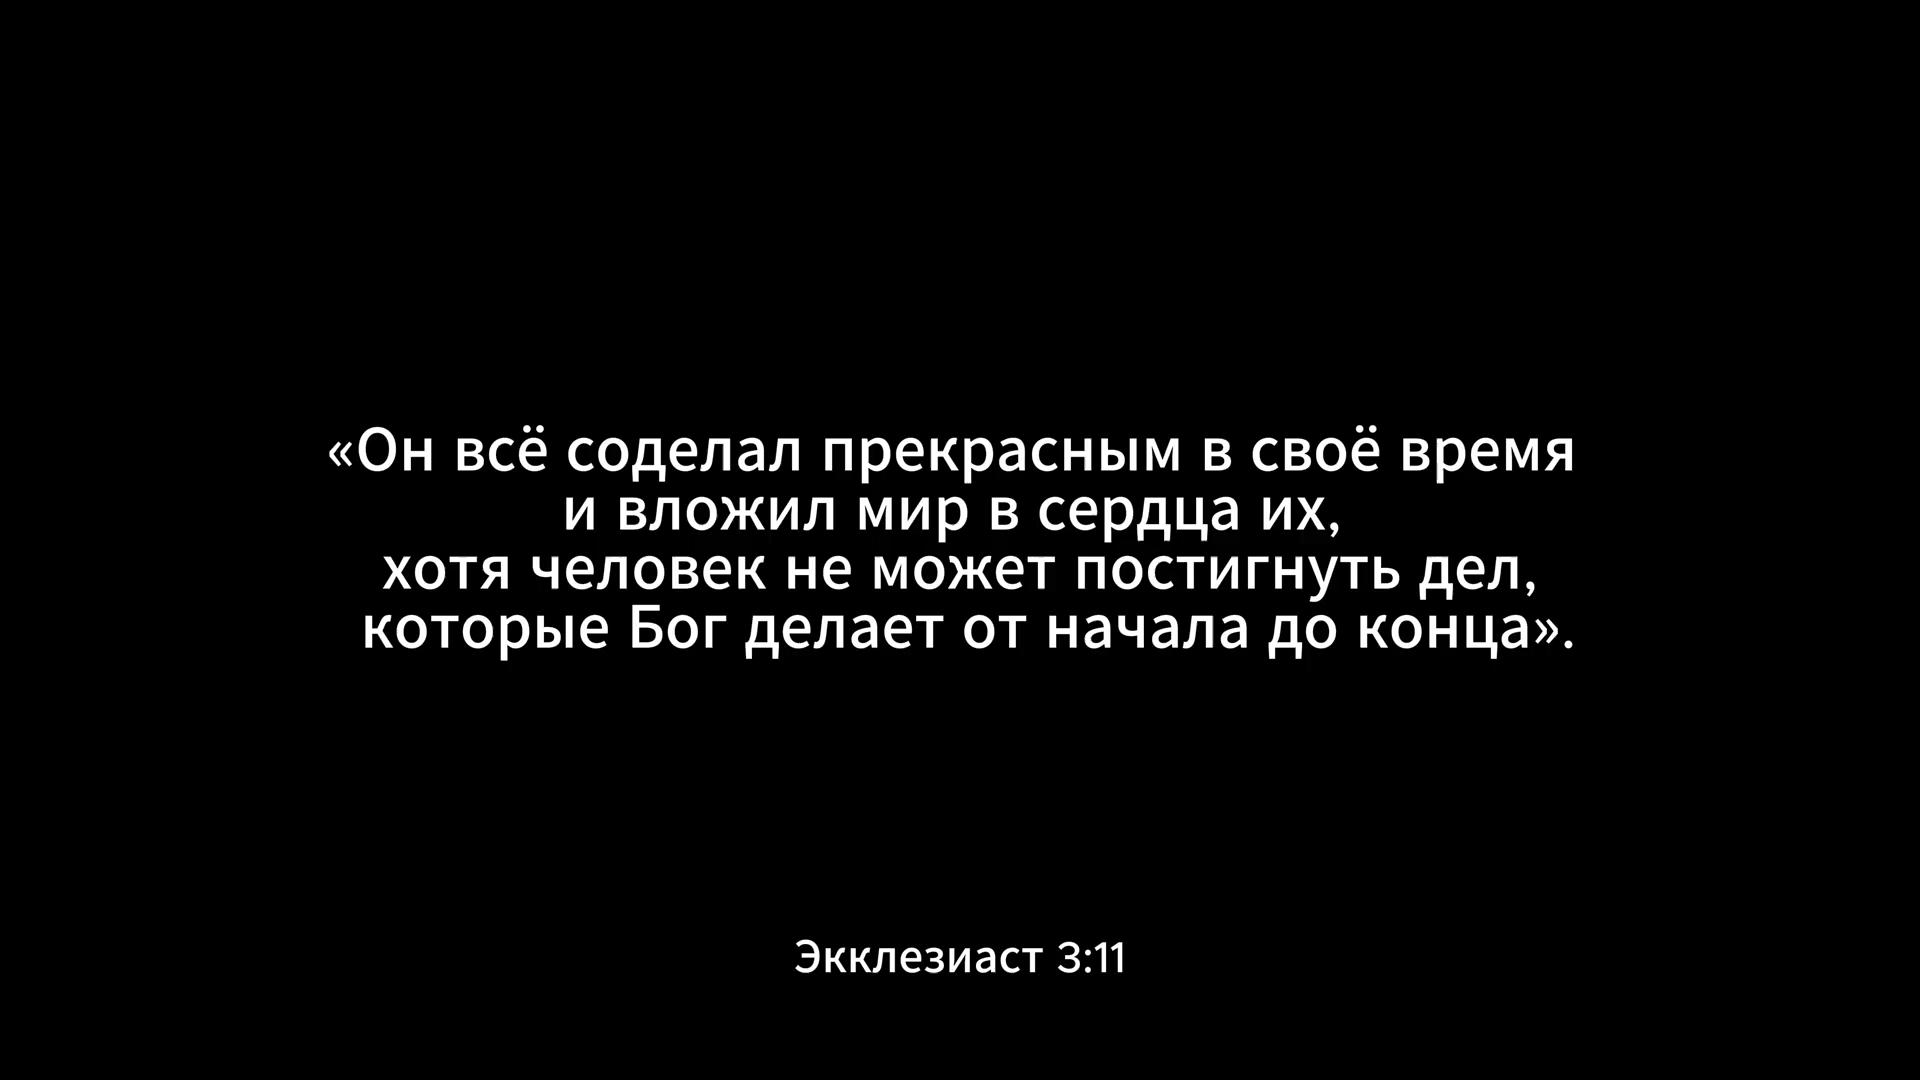 «Он всё соделал прекрасным в своё время
и вложил мир в сердца их,
хотя человек не может постигнуть дел,
которые Бог делает от начала до конца».
Экклезиаст 3:11